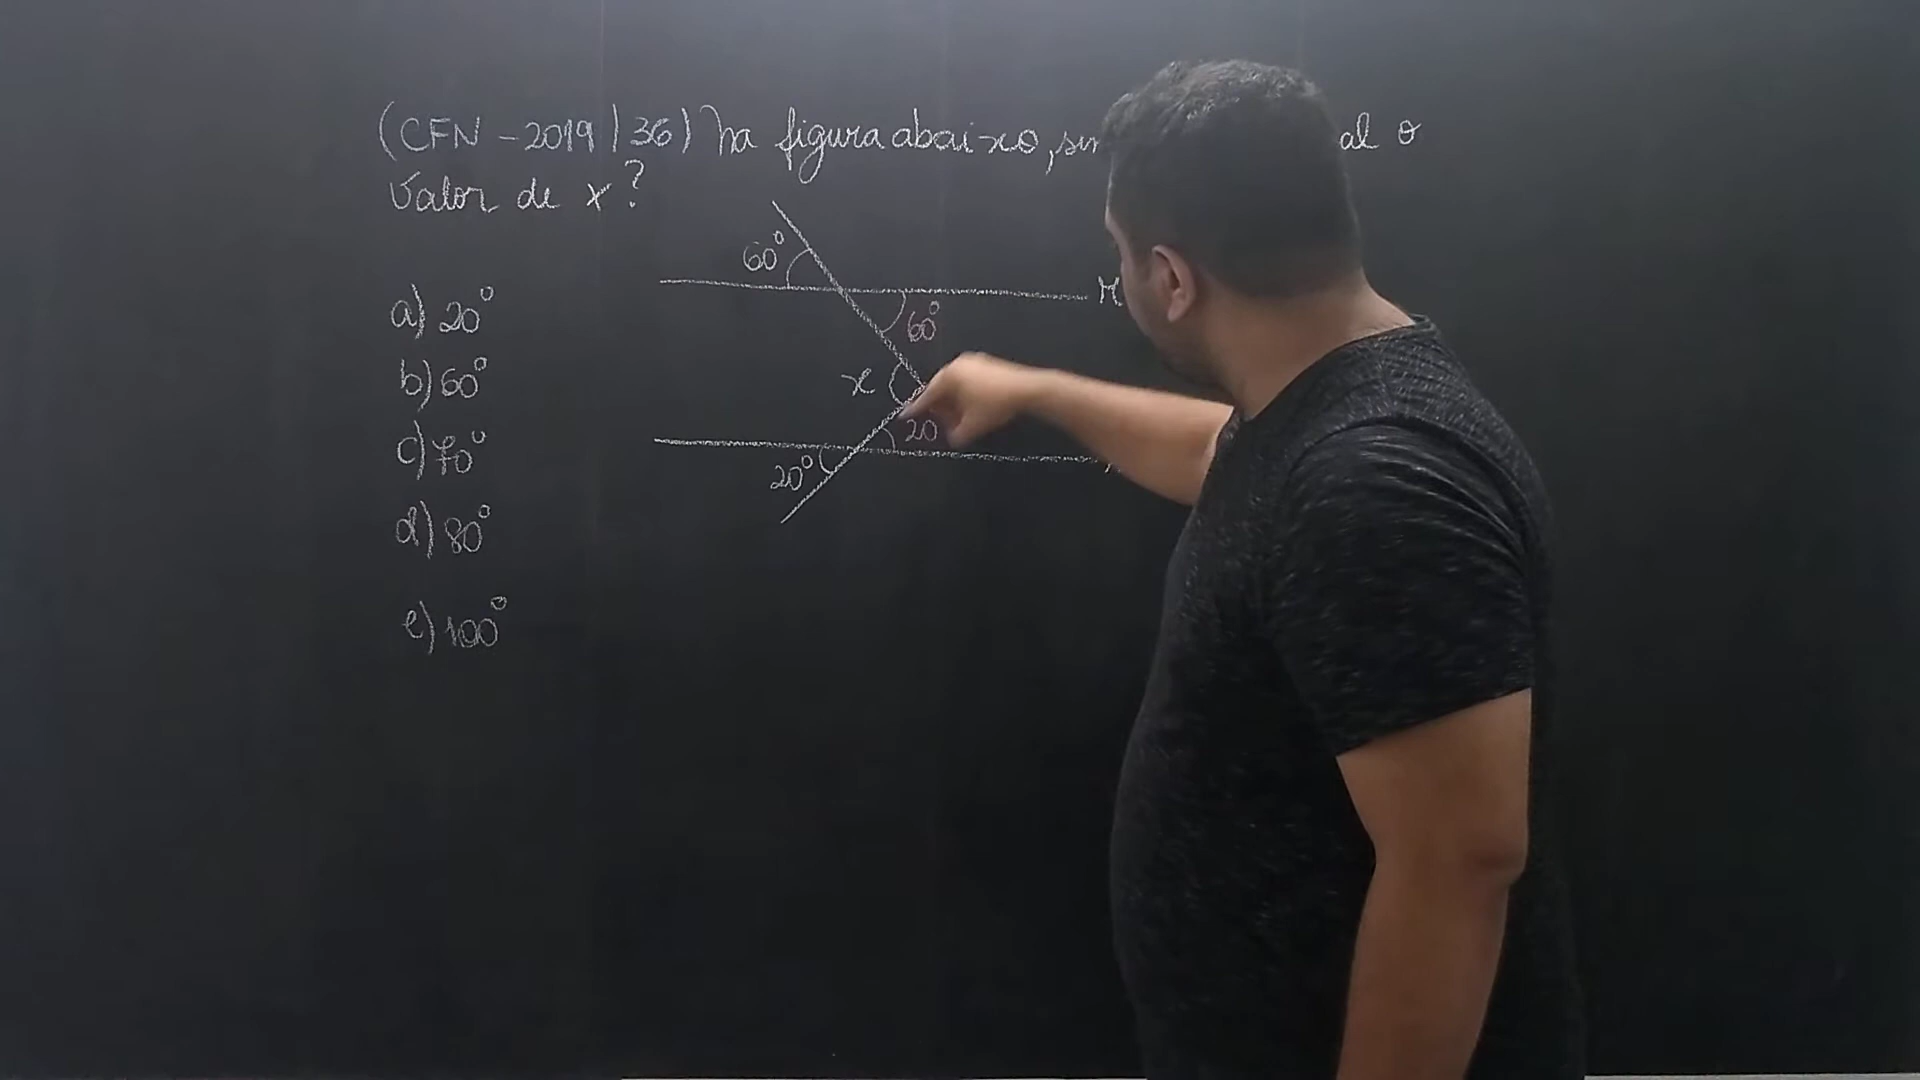 (CFN - 2019 | 36) Na figura abaixo, al o
Valor de x?
60°
a) 20°
60°
b) 60°
x
20
c) 70°
20°
d) 80°
e) 100°